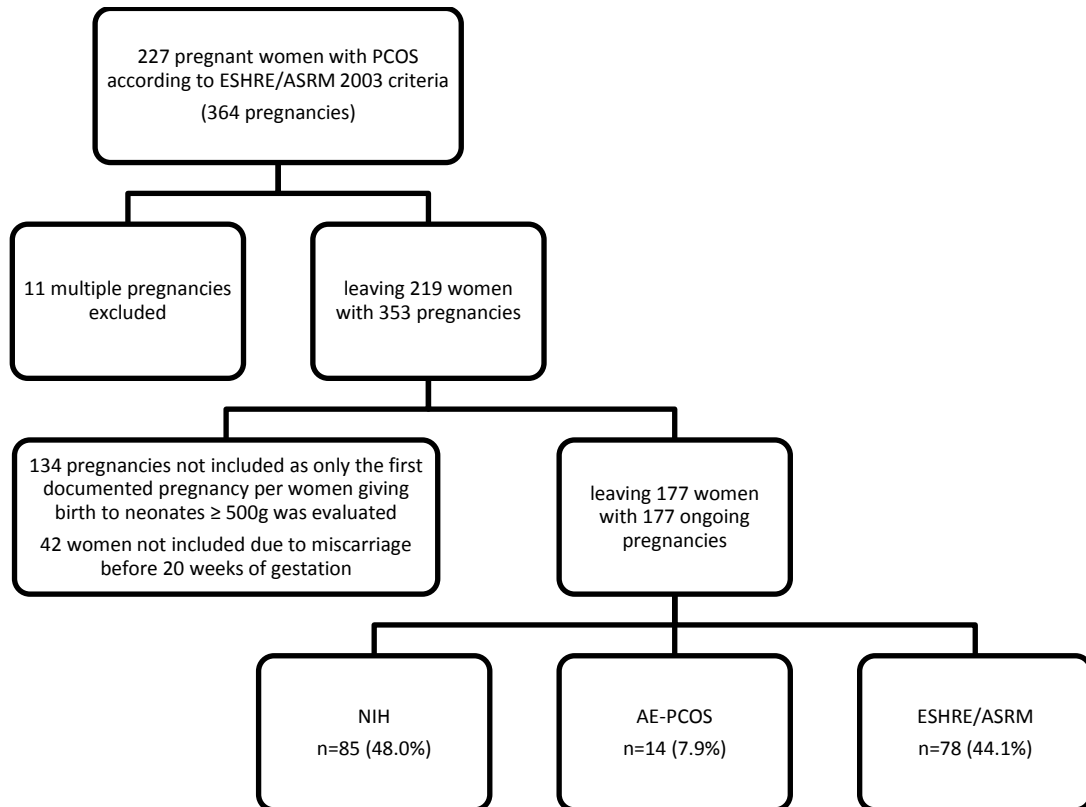 227 pregnant women with PCOS
according to ESHRE/ASRM 2003 criteria
(364 pregnancies)
11 multiple pregnancies
excluded
leaving 219 women
with 353 pregnancies
134 pregnancies not included as only the first
documented pregnancy per women giving
birth to neonates ≥ 500g was evaluated
42 women not included due to miscarriage
before 20 weeks of gestation
leaving 177 women
with 177 ongoing
pregnancies
NIH
n=85 (48.0%)
AE-PCOS
n=14 (7.9%)
ESHRE/ASRM
n=78 (44.1%)